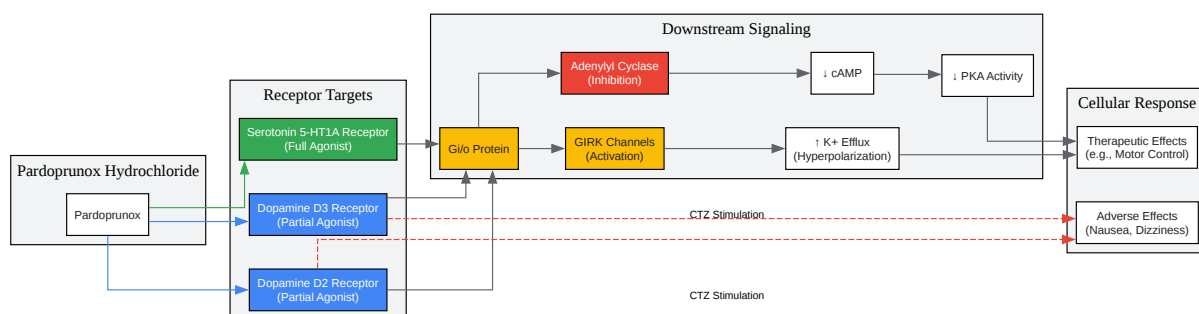 Downstream Signaling
Adenylyl Cyclase
(Inhibition)
↓ cAMP
↓ PKA Activity
Receptor Targets
Cellular Response
Serotonin 5-HT1A Receptor
(Full Agonist)
Gi/o Protein
GIRK Channels
(Activation)
↑ K+ Efflux
(Hyperpolarization)
Therapeutic Effects
(e.g., Motor Control)
Pardoprunox Hydrochloride
Pardoprunox
Dopamine D3 Receptor
(Partial Agonist)
CTZ Stimulation
Adverse Effects
(Nausea, Dizziness)
Dopamine D2 Receptor
(Partial Agonist)
CTZ Stimulation